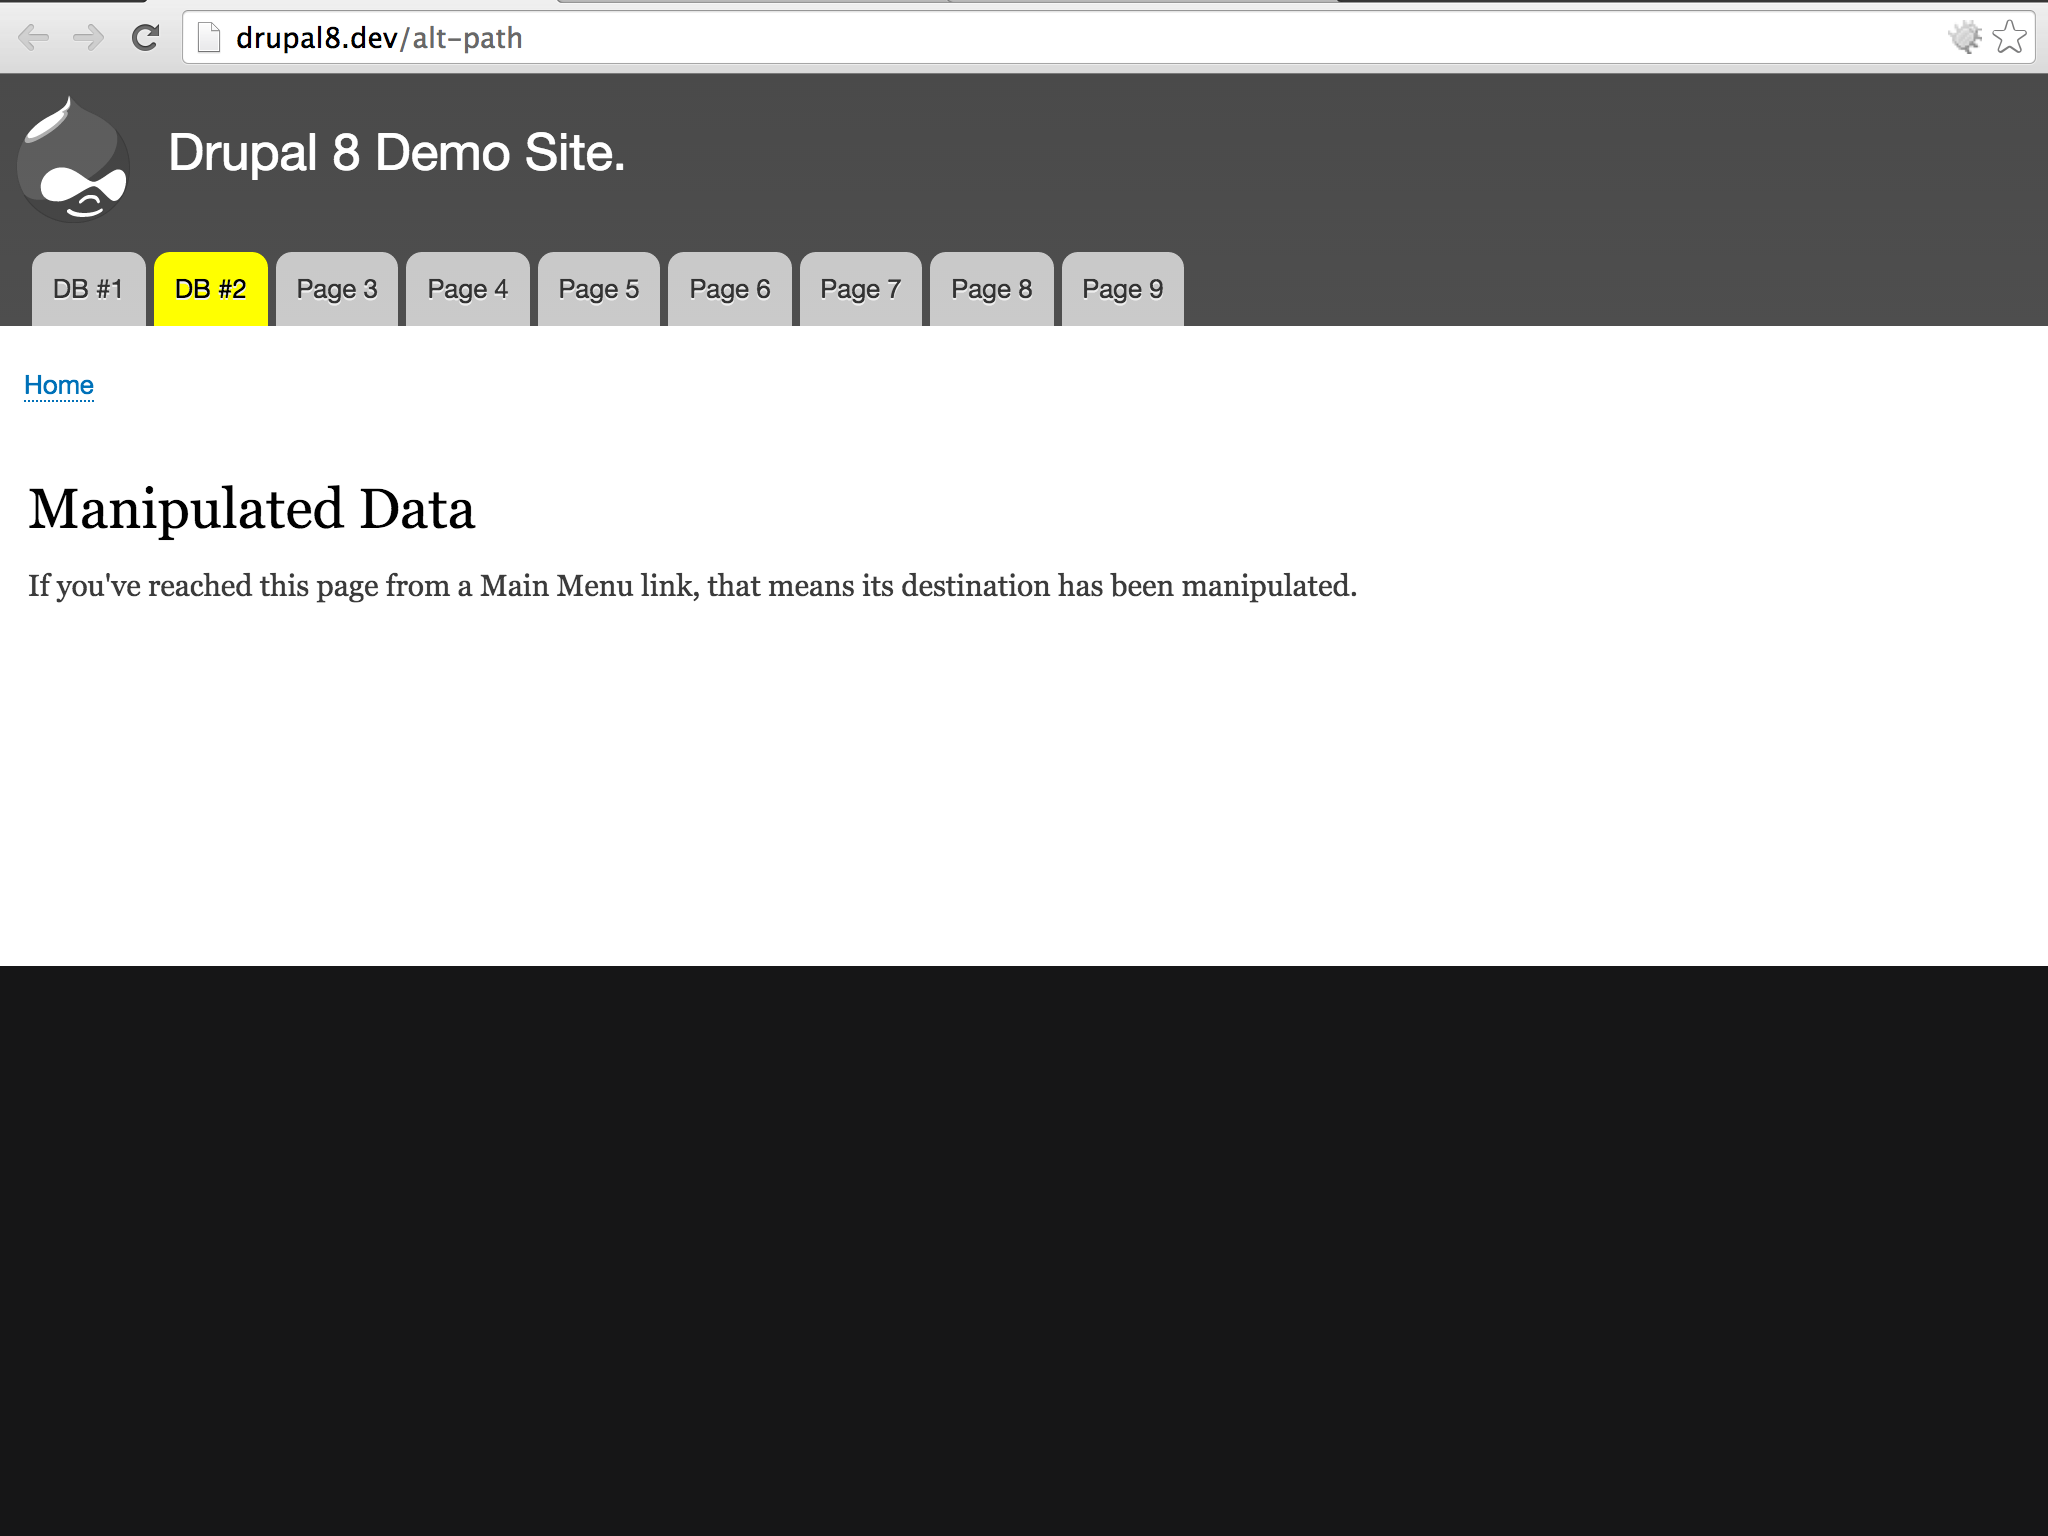 drupal8.dev/alt-path
Drupal 8 Demo Site.
DB #1 DB #2 Page 3 Page 4 Page 5 Page 6 Page 7 Page 8 Page 9
Home
Manipulated Data
If you've reached this page from a Main Menu link, that means its destination has been manipulated.